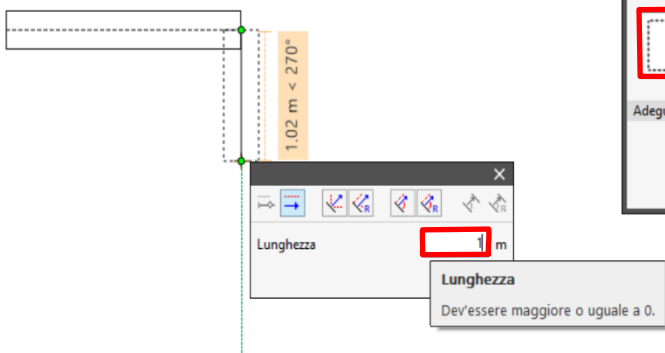 1.02 m < 270°
Adegu
Lunghezza
1 m
Lunghezza
Dev'essere maggiore o uguale a 0.